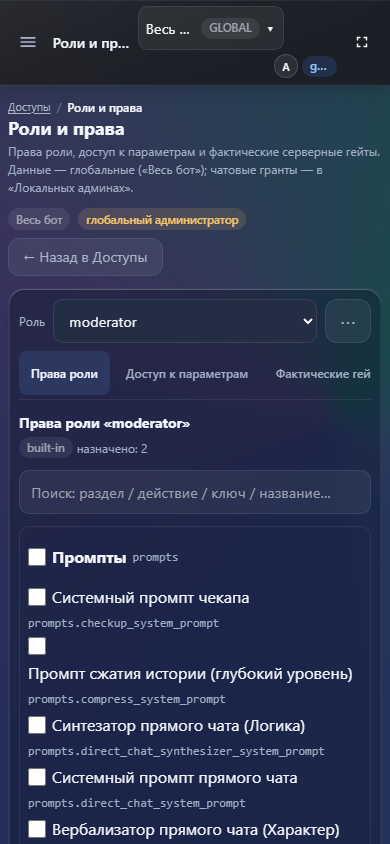 Роли и пр...
Весь ...
GLOBAL
A
g...
Доступы / Роли и права
Роли и права
Права роли, доступ к параметрам и фактические серверные гейты.
Данные — глобальные («Весь бот»); чатовые гранты — в
«Локальных админах».
Весь бот
глобальный администратор
← Назад в Доступы
Роль
moderator
...
Права роли
Доступ к параметрам
Фактические гей
Права роли «moderator»
built-in назначено: 2
Поиск: раздел / действие / ключ / название...
Промпты prompts
Системный промпт чекапа
prompts.checkup_system_prompt
Промпт сжатия истории (глубокий уровень)
prompts.compress_system_prompt
Синтезатор прямого чата (Логика)
prompts.direct_chat_synthesizer_system_prompt
Системный промпт прямого чата
prompts.direct_chat_system_prompt
Вербализатор прямого чата (Характер)